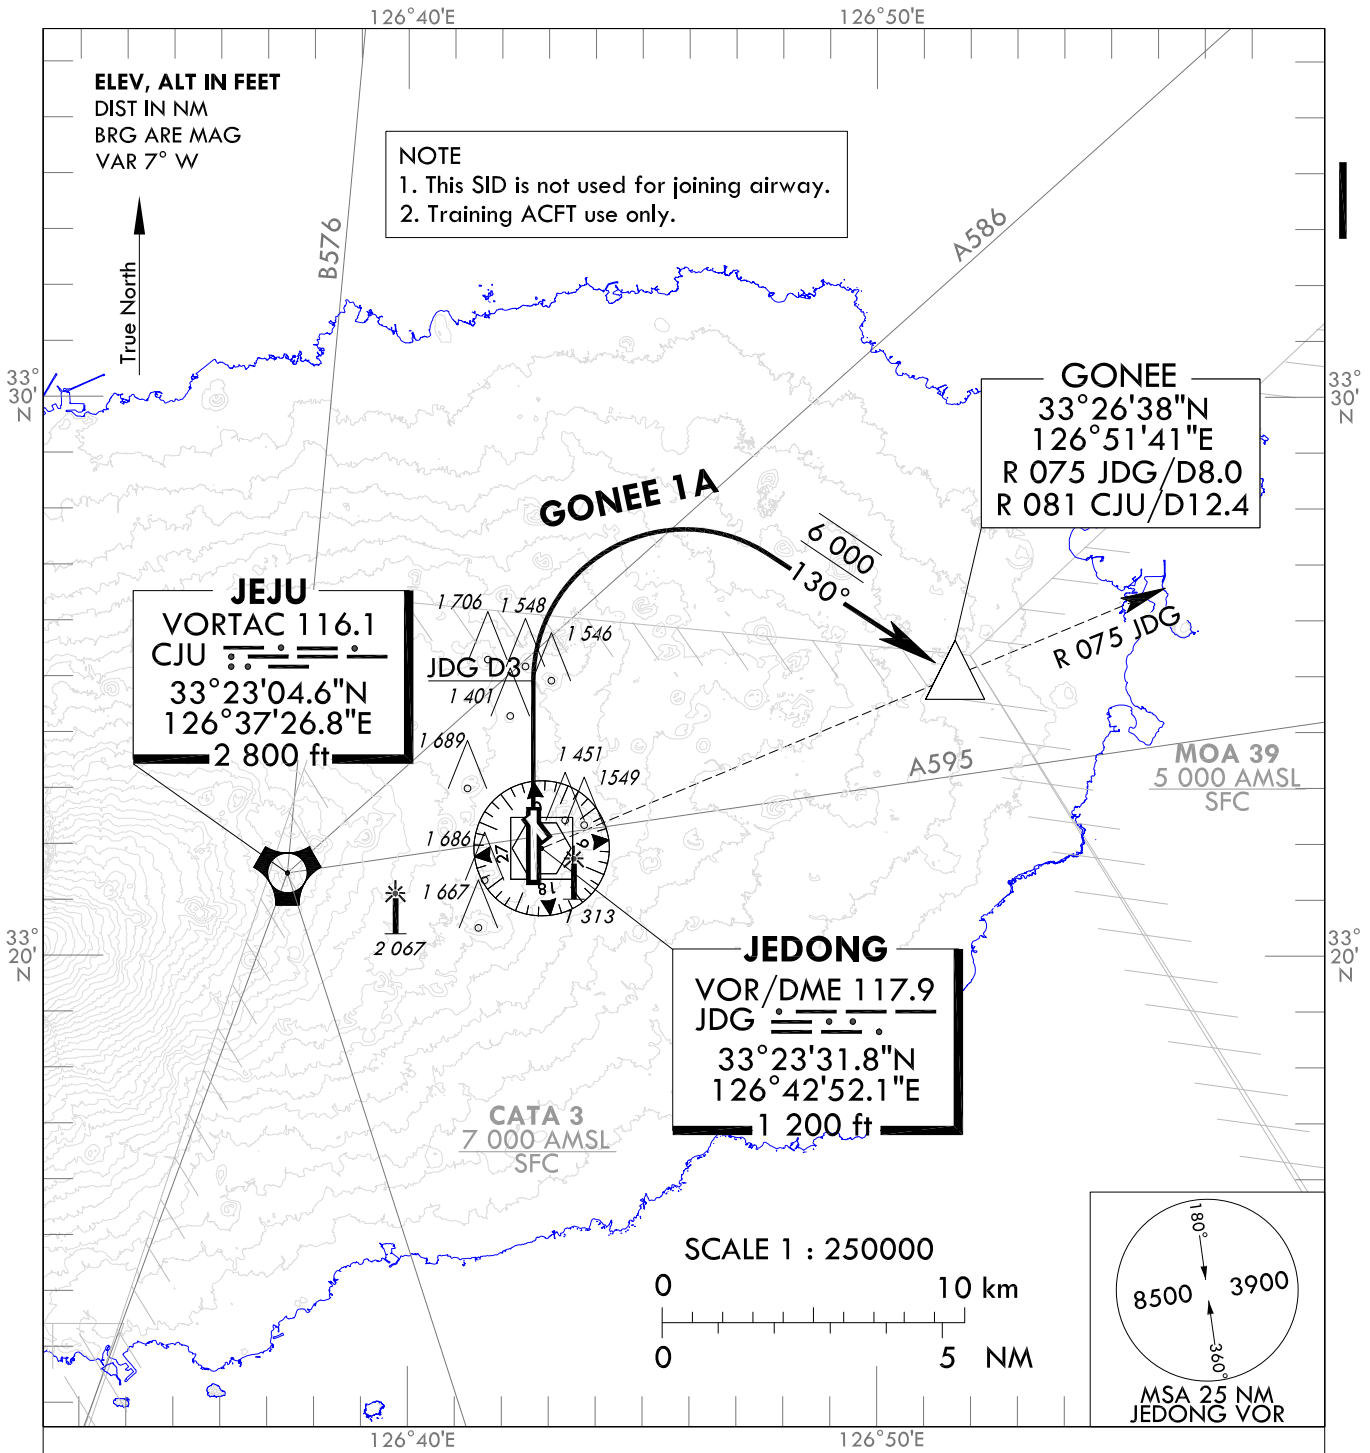 126°40'E
126°50'E
ELEV, ALT IN FEET
DIST IN NM
BRG ARE MAG
VAR 7° W
True North
NOTE
1. This SID is not used for joining airway.
2. Training ACFT use only.
B576
A586
33°
30'
N
33°
30'
N
GONEE
33°26'38"N
126°51'41"E
R 075 JDG/D8.0
R 081 CJU/D12.4
GONEE 1A
6 000
130°
R 075 JDG
JEJU
VORTAC 116.1
CJU
33°23'04.6"N
126°37'26.8"E
2 800 ft
1 706
1 548
1 546
JDG D3
1 401
1 689
1 451
1549
A595
MOA 39
5 000 AMSL
SFC
1 686
27
9
18
1 667
1 313
2 067
33°
20'
N
33°
20'
N
JEDONG
VOR/DME 117.9
JDG
33°23'31.8"N
126°42'52.1"E
1 200 ft
CATA 3
7 000 AMSL
SFC
SCALE 1 : 250000
0 10 km
0 5 NM
180°
8500 3900
360°
MSA 25 NM
JEDONG VOR
126°40'E
126°50'E